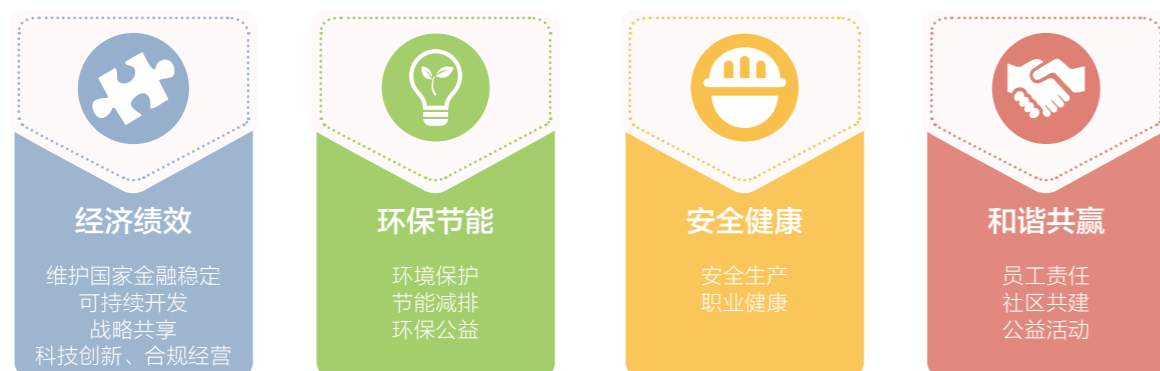 经济绩效
维护国家金融稳定
可持续开发
战略共享
科技创新、合规经营
环保节能
环境保护
节能减排
环保公益
安全健康
安全生产
职业健康
和谐共赢
员工责任
社区共建
公益活动